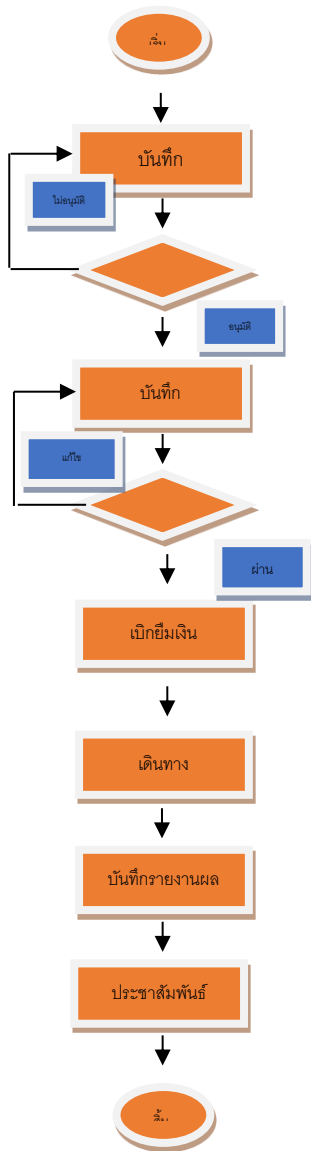 เริ่ม
บันทึก
ไม่อนุมัติ
อนุมัติ
บันทึก
แก้ไข
ผ่าน
เบิกยืมเงิน
เดินทาง
บันทึกรายงานผล
ประชาสัมพันธ์